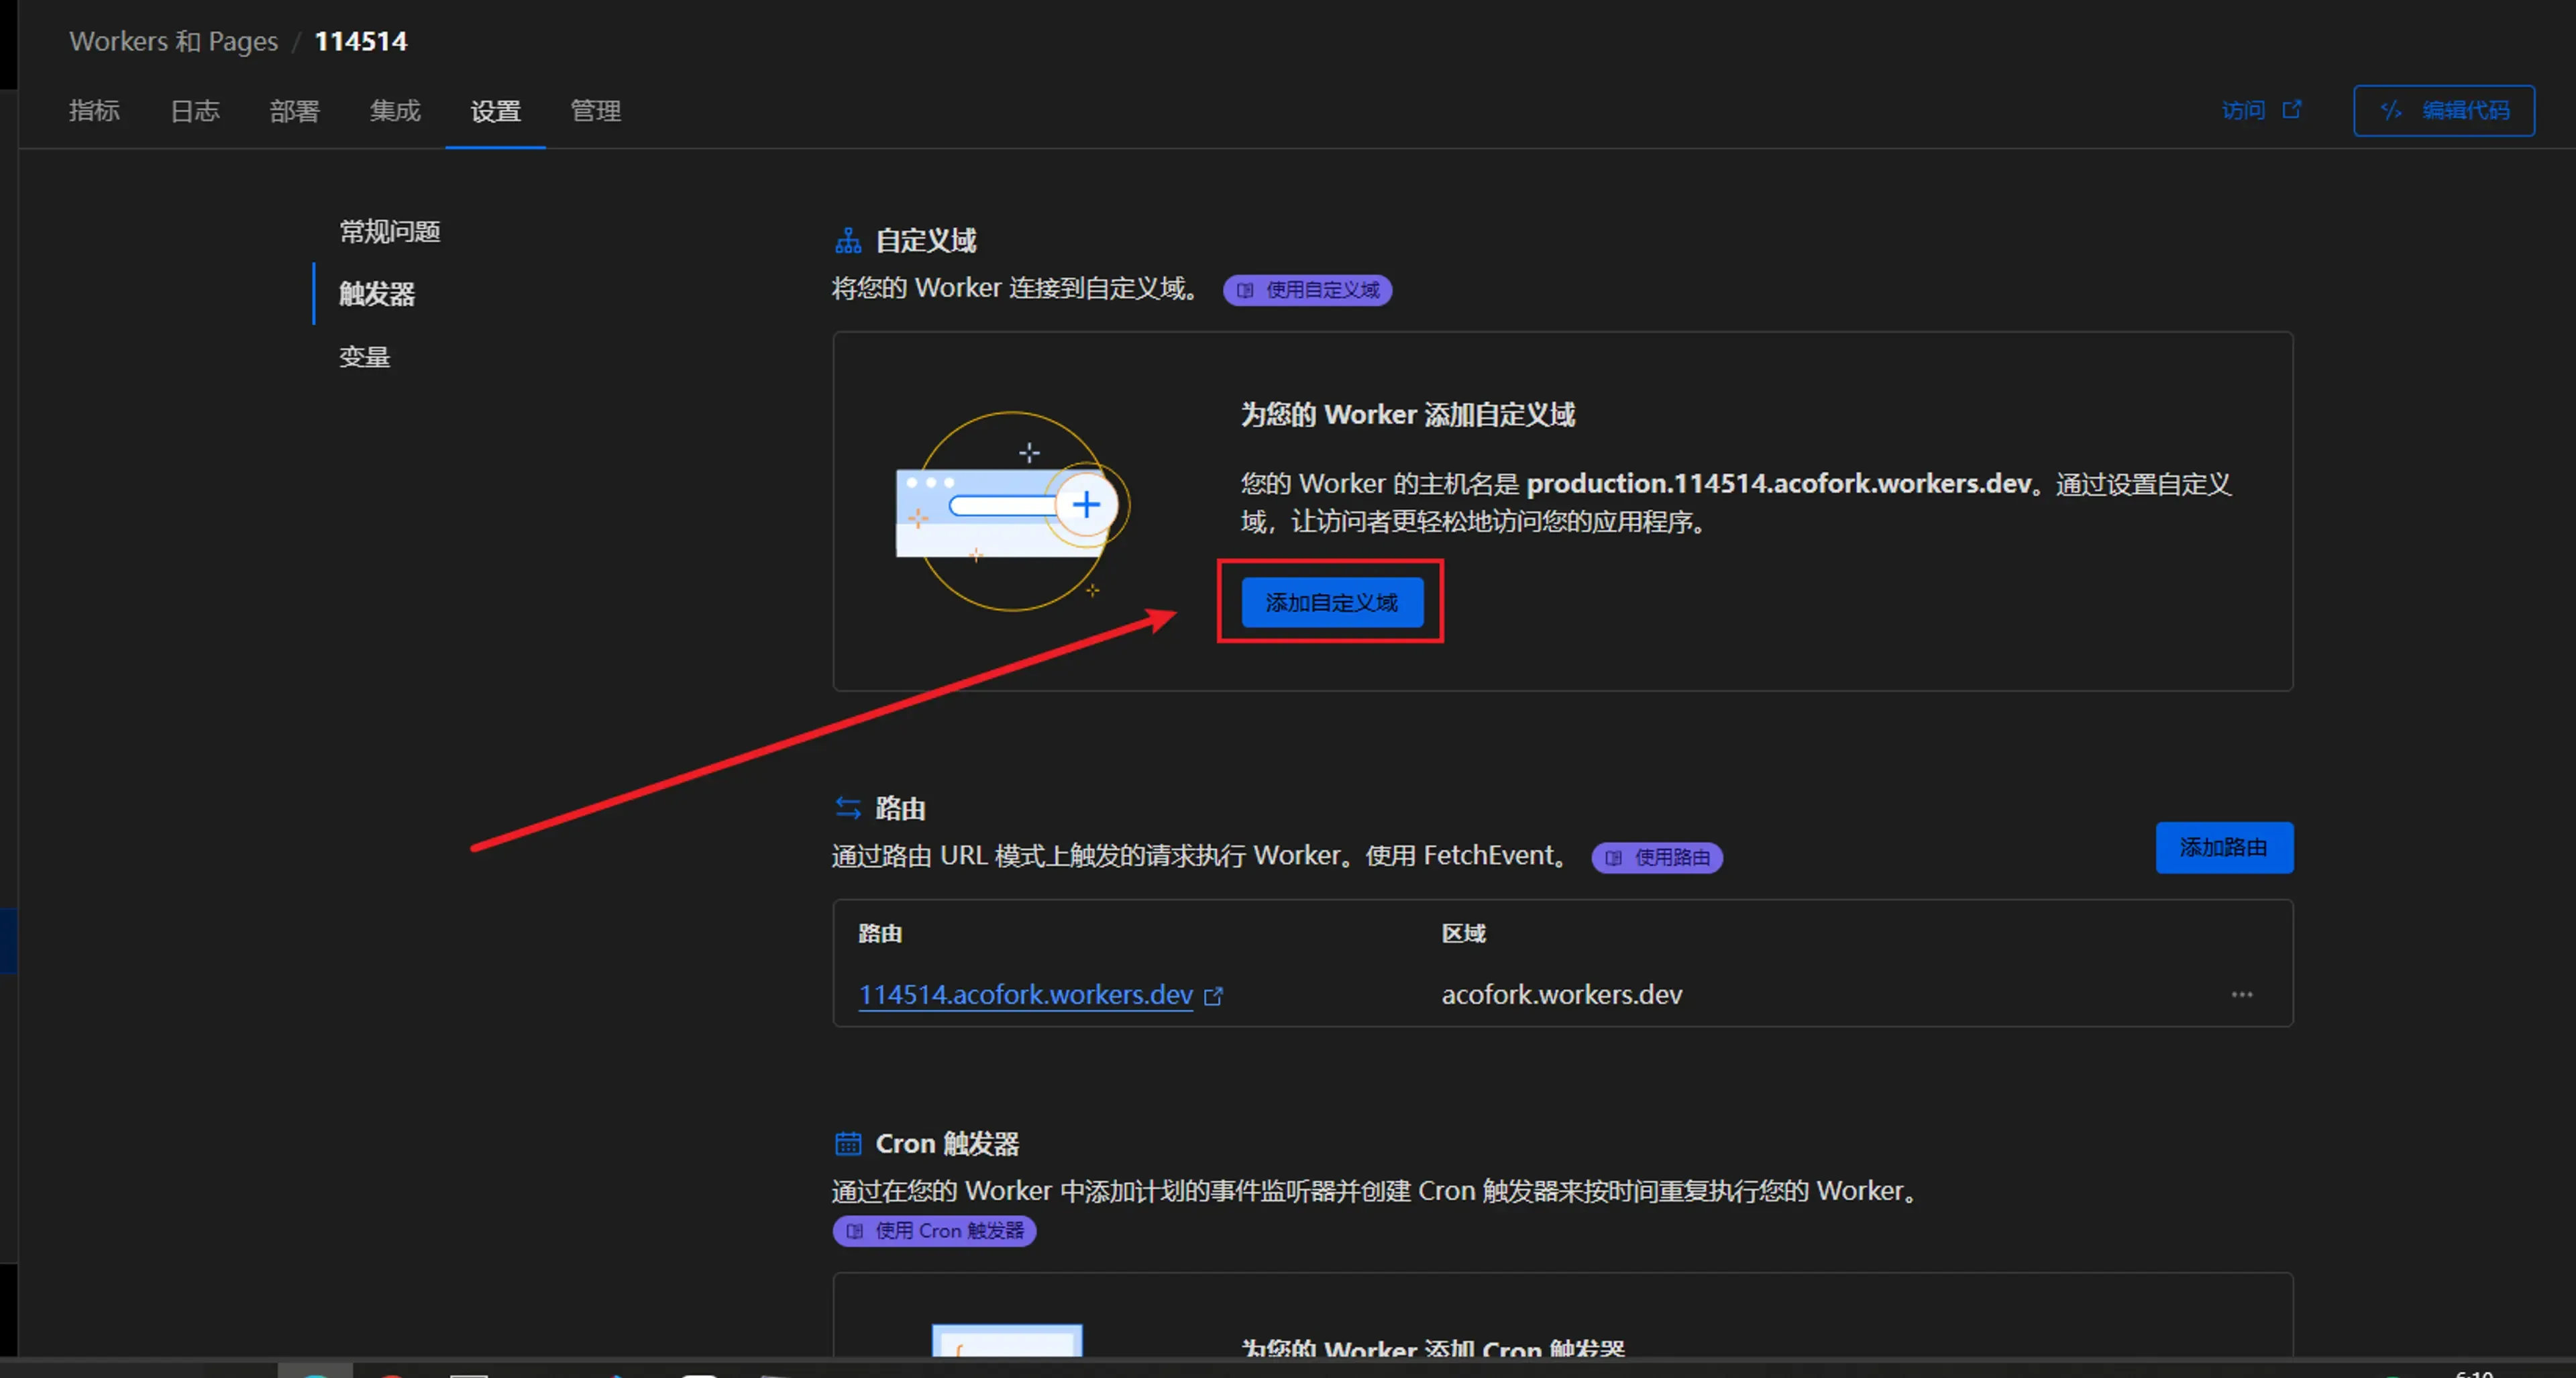 Workers 和 Pages / 114514
指标 日志 部署 集成 设置 管理 访问 编辑代码
常规问题
触发器
变量
自定义域
将您的 Worker 连接到自定义域。 使用自定义域
为您的 Worker 添加自定义域
您的 Worker 的主机名是 production.114514.acofork.workers.dev。通过设置自定义
域，让访问者更轻松地访问您的应用程序。
添加自定义域
路由
通过路由 URL 模式上触发的请求执行 Worker。使用 FetchEvent。 使用路由
添加路由
路由 区域
114514.acofork.workers.dev acofork.workers.dev
Cron 触发器
通过在您的 Worker 中添加计划的事件监听器并创建 Cron 触发器来按时间重复执行您的 Worker。
使用 Cron 触发器
为您的 Worker 添加 Cron 触发器